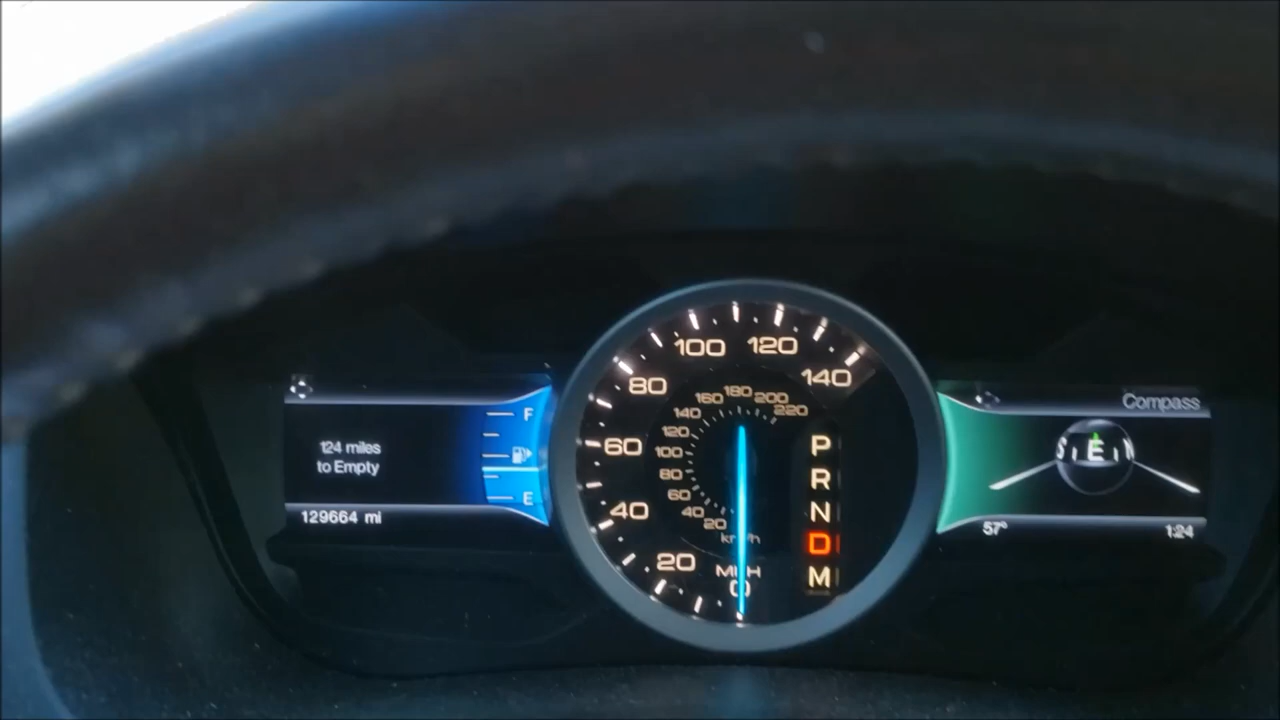 124 miles
to Empty
129664 mi
F
E
0
20
40
60
80
100
120
140
MPH
20
40
60
80
100
120
140
160
180
200
220
km/h
P
R
N
D
M
Compass
S
E
57°
1:24